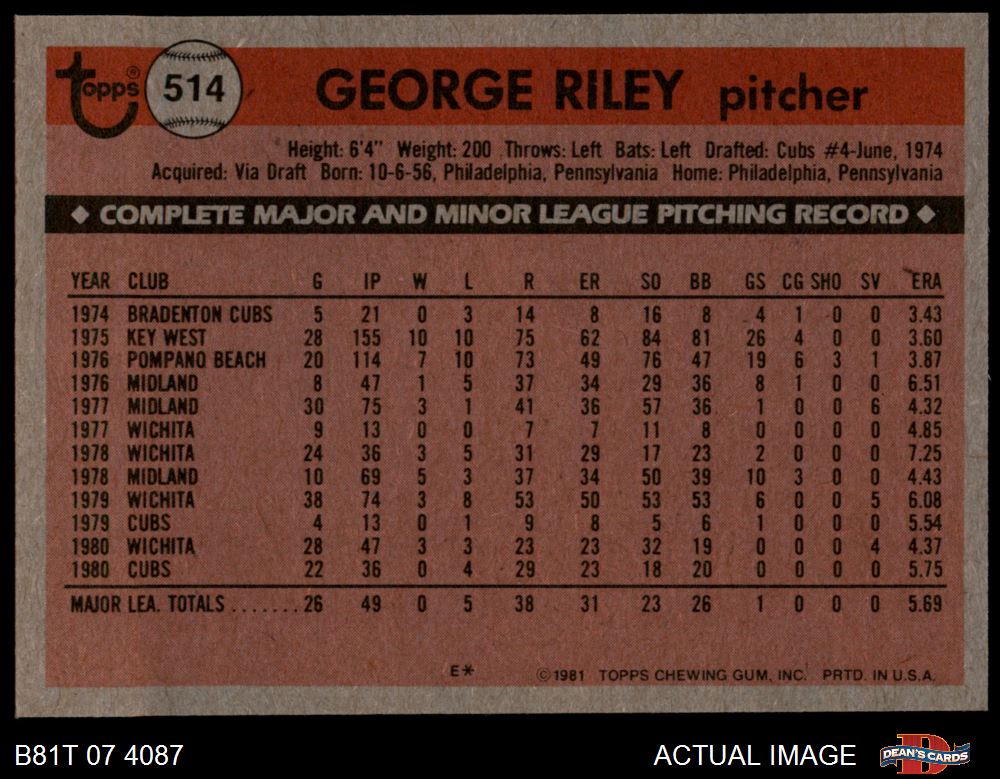 Topps® 514 GEORGE RILEY pitcher
Height: 6'4" Weight: 200 Throws: Left Bats: Left Drafted: Cubs #4-June, 1974
Acquired: Via Draft Born: 10-6-56, Philadelphia, Pennsylvania Home: Philadelphia, Pennsylvania
◆ COMPLETE MAJOR AND MINOR LEAGUE PITCHING RECORD ◆
YEAR CLUB G IP W L R ER SO BB GS CG SHO SV ERA
1974 BRADENTON CUBS 5 21 0 3 14 8 16 8 4 1 0 0 3.43
1975 KEY WEST 28 155 10 10 75 62 84 81 26 4 0 0 3.60
1976 POMPANO BEACH 20 114 7 10 73 49 76 47 19 6 3 1 3.87
1976 MIDLAND 8 47 1 5 37 34 29 36 8 1 0 0 6.51
1977 MIDLAND 30 75 3 1 41 36 57 36 1 0 0 6 4.32
1977 WICHITA 9 13 0 0 7 7 11 8 0 0 0 0 4.85
1978 WICHITA 24 36 3 5 31 29 17 23 2 0 0 0 7.25
1978 MIDLAND 10 69 5 3 37 34 50 39 10 3 0 0 4.43
1979 WICHITA 38 74 3 8 53 50 53 53 6 0 0 5 6.08
1979 CUBS 4 13 0 1 9 8 5 6 1 0 0 0 5.54
1980 WICHITA 28 47 3 3 23 23 32 19 0 0 0 4 4.37
1980 CUBS 22 36 0 4 29 23 18 20 0 0 0 0 5.75
MAJOR LEA. TOTALS.......26 49 0 5 38 31 23 26 1 0 0 0 5.69
E* ©1981 TOPPS CHEWING GUM, INC. PRTD. IN U.S.A.
B81T 07 4087 ACTUAL IMAGE D DEAN'S CARDS